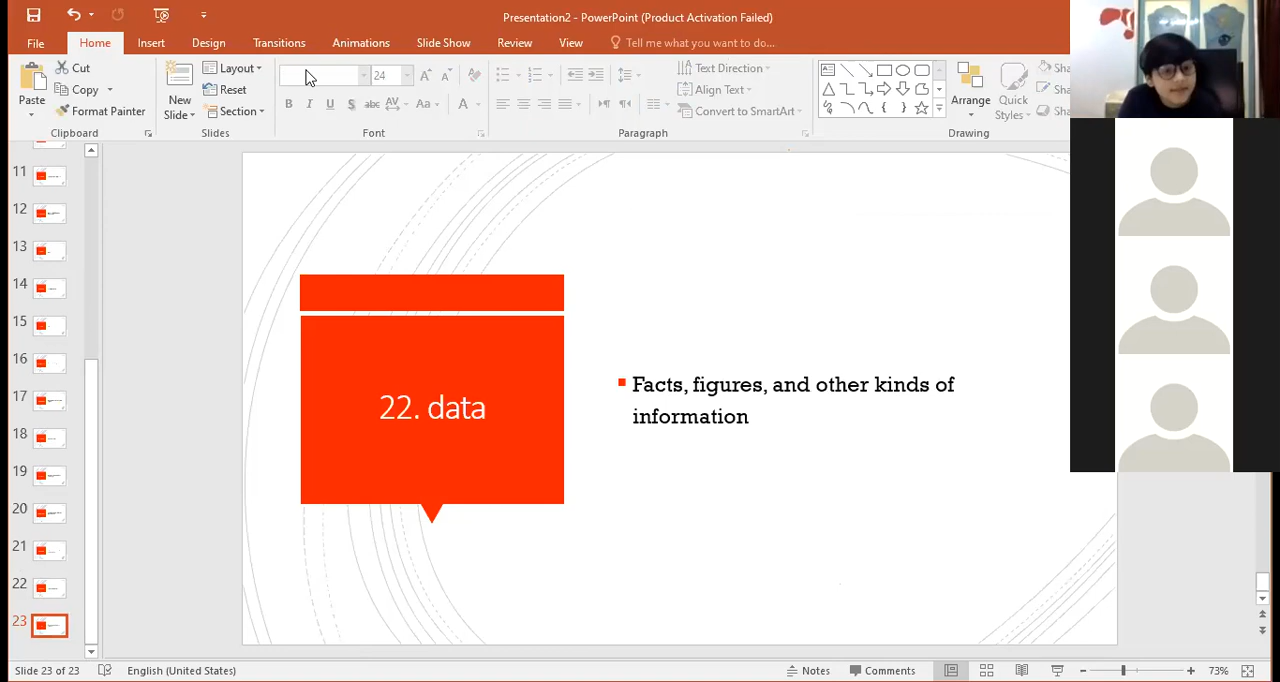 Presentation2 - PowerPoint (Product Activation Failed)
File Home Insert Design Transitions Animations Slide Show Review View Tell me what you want to do...
Paste
Cut
Copy
Format Painter
Clipboard
New Slide
Layout
Reset
Section
Slides
24
Font
Text Direction
Align Text
Convert to SmartArt
Paragraph
Arrange
Quick Styles
Drawing
11
12
13
14
15
16
17
18
19
20
21
22
23
22. data
Facts, figures, and other kinds of
information
Slide 23 of 23 English (United States) Notes Comments 73%